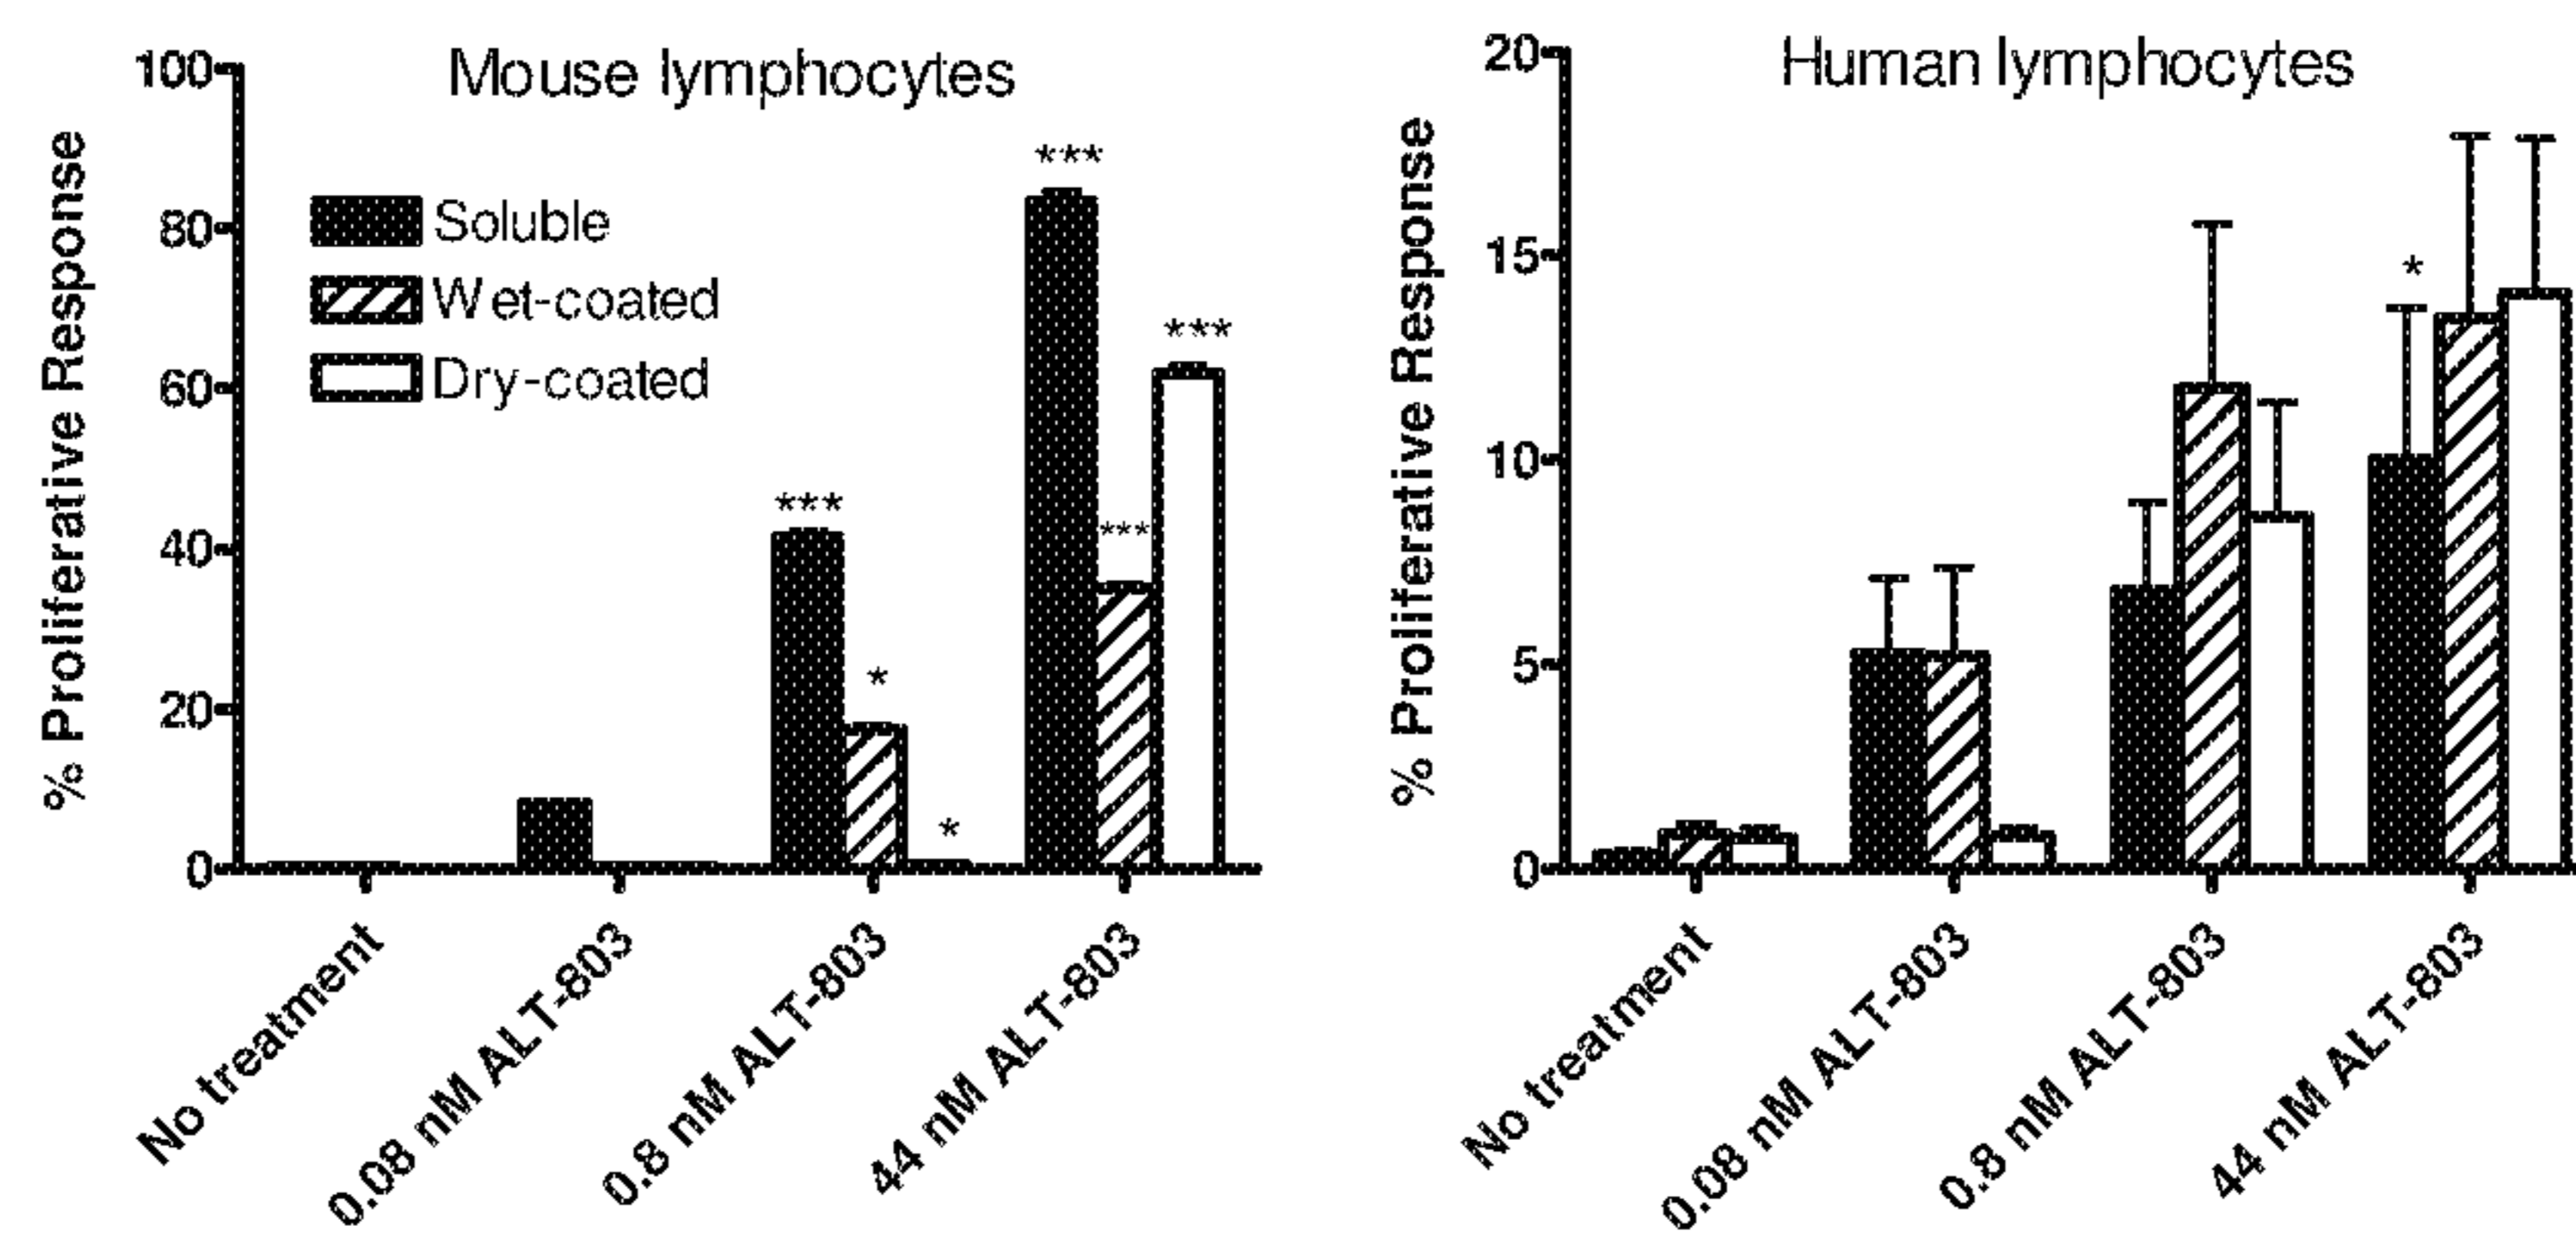 Mouse lymphocytes
% Proliferative Response
100
80
60
40
20
0
Soluble
Wet-coated
Dry-coated
***
*
*
***
***
***
No treatment
0.08 nM ALT-803
0.8 nM ALT-803
44 nM ALT-803
Human lymphocytes
% Proliferative Response
20
15
10
5
0
*
No treatment
0.08 nM ALT-803
0.8 nM ALT-803
44 nM ALT-803